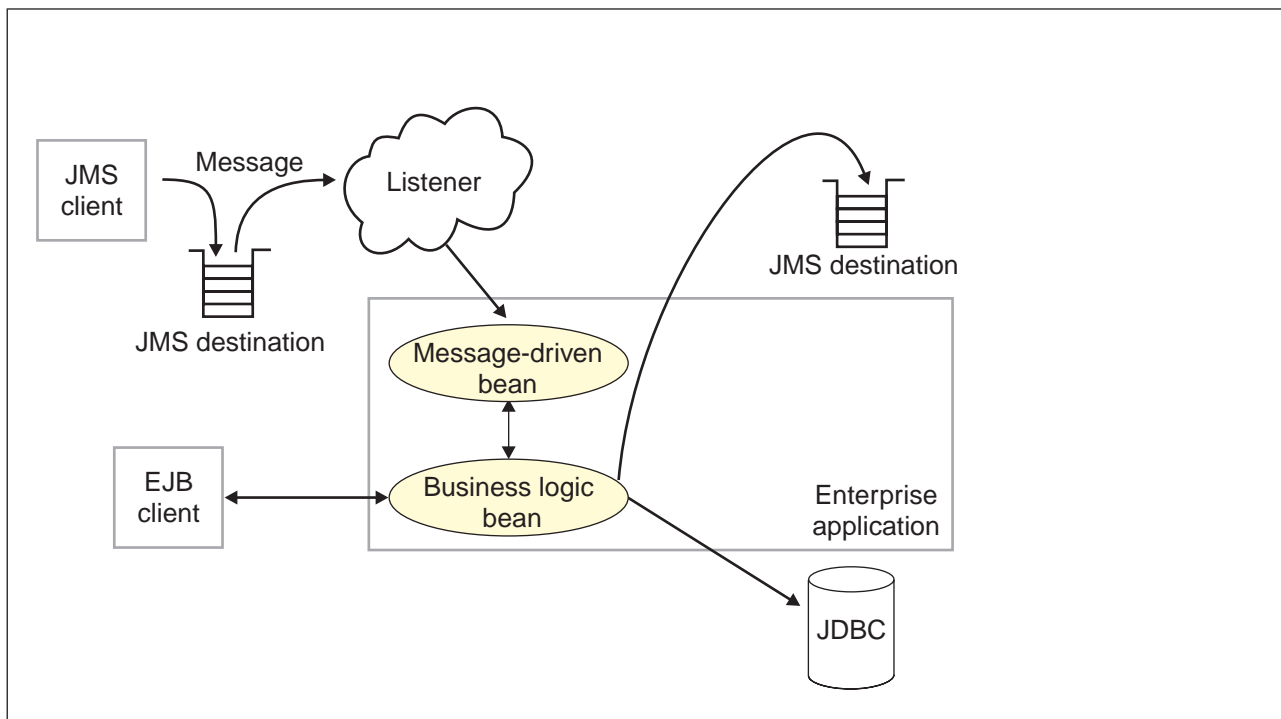 JMS
client
Message
Listener
JMS destination
JMS destination
Message-driven
bean
EJB
client
Business logic
bean
Enterprise
application
JDBC